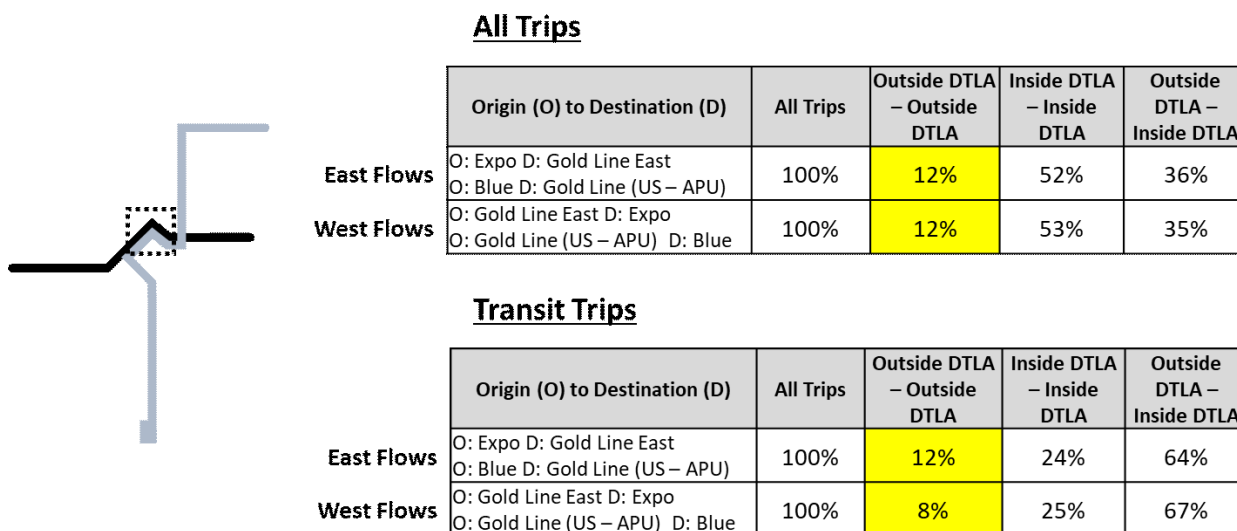 All Trips
Origin (O) to Destination (D) All Trips Outside DTLA – Outside DTLA Inside DTLA – Inside DTLA Outside DTLA – Inside DTLA
East Flows O: Expo D: Gold Line East 100% 12% 52% 36%
O: Blue D: Gold Line (US – APU)
West Flows O: Gold Line East D: Expo 100% 12% 53% 35%
O: Gold Line (US – APU) D: Blue
Transit Trips
Origin (O) to Destination (D) All Trips Outside DTLA – Outside DTLA Inside DTLA – Inside DTLA Outside DTLA – Inside DTLA
East Flows O: Expo D: Gold Line East 100% 12% 24% 64%
O: Blue D: Gold Line (US – APU)
West Flows O: Gold Line East D: Expo 100% 8% 25% 67%
O: Gold Line (US – APU) D: Blue